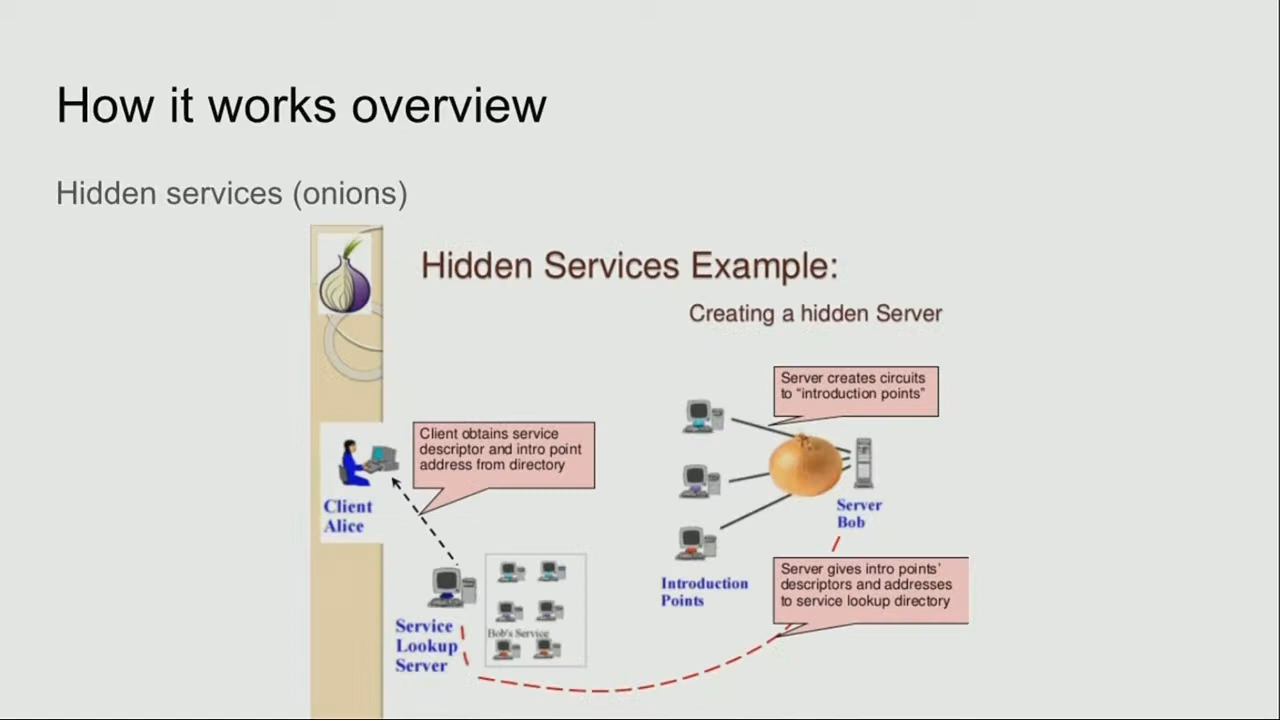 How it works overview
Hidden services (onions)
Hidden Services Example:
Creating a hidden Server
Server creates circuits
to “introduction points”
Client obtains service
descriptor and intro point
address from directory
Client
Alice
Server
Bob
Introduction
Points
Server gives intro points’
descriptors and addresses
to service lookup directory
Service
Lookup
Server
Bob's Service